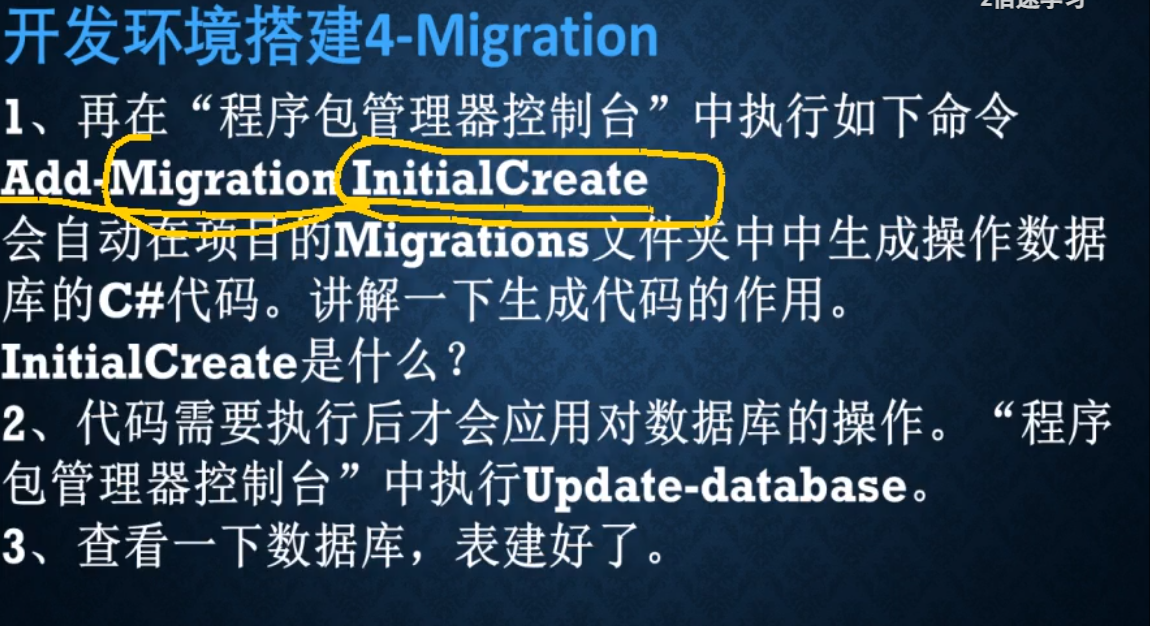 开发环境搭建4-Migration
1、再在“程序包管理器控制台”中执行如下命令
Add-Migration InitialCreate
会自动在项目的Migrations文件夹中中生成操作数据
库的C#代码。讲解一下生成代码的作用。
InitialCreate是什么？
2、代码需要执行后才会应用对数据库的操作。“程序
包管理器控制台”中执行Update-database。
3、查看一下数据库，表建好了。